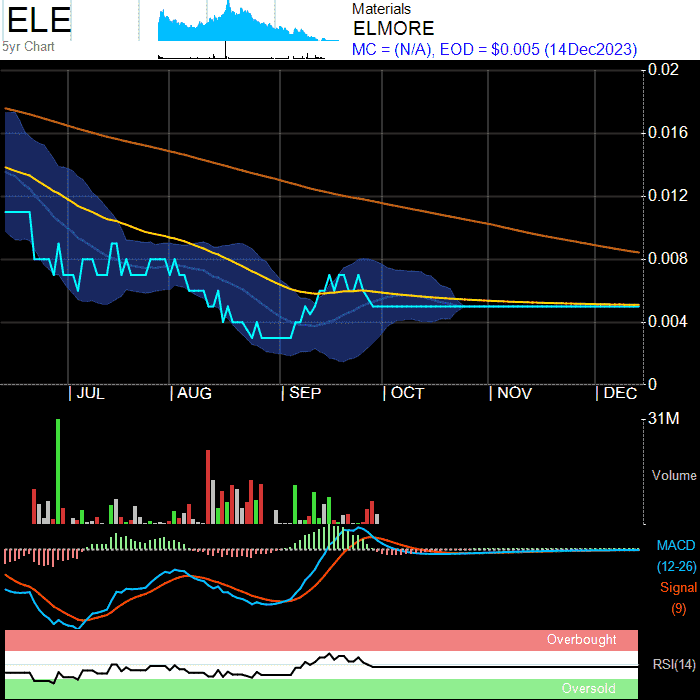 ELE
5yr Chart
Materials
ELMORE
MC = (N/A), EOD = $0.005 (14Dec2023)
0.02
0.016
0.012
0.008
0.004
0
JUL AUG SEP OCT NOV DEC
31M
Volume
MACD
(12-26)
Signal
(9)
Overbought
RSI(14)
Oversold